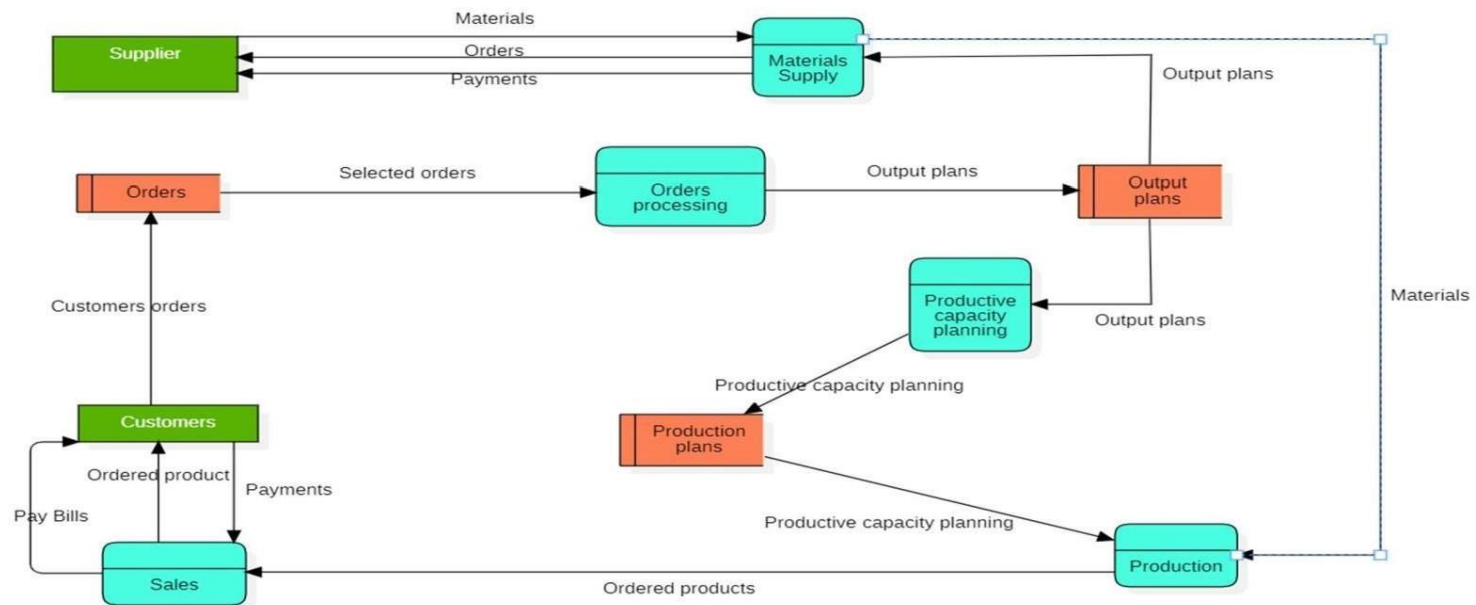 Materials
Supplier
Orders
Materials
Supply
Payments
Output plans
Orders
Selected orders
Orders
processing
Output plans
Output
plans
Customers orders
Productive
capacity
planning
Output plans
Materials
Productive capacity planning
Customers
Production
plans
Ordered product
Payments
Pay Bills
Productive capacity planning
Production
Sales
Ordered products